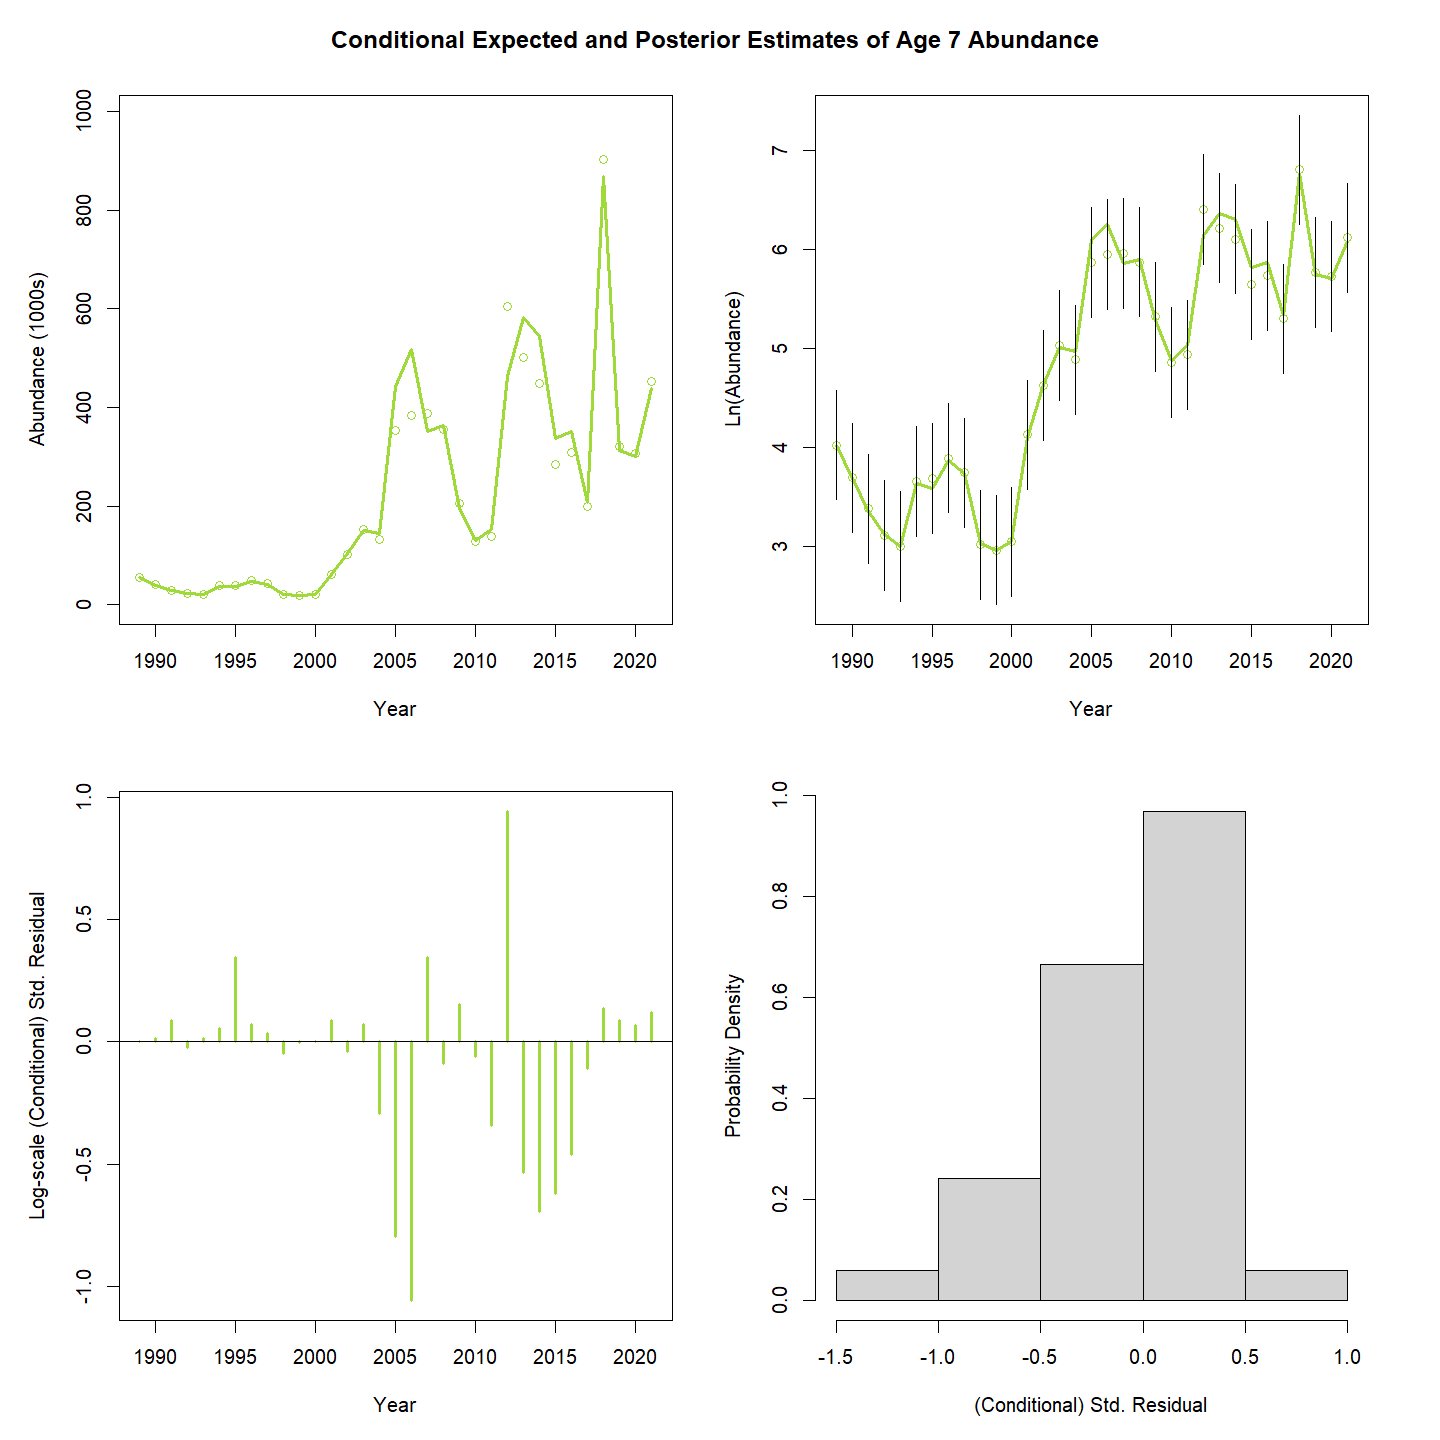 Conditional Expected and Posterior Estimates of Age 7 Abundance
Abundance (1000s)
0 200 400 600 800 1000
1990 1995 2000 2005 2010 2015 2020
Year
Ln(Abundance)
3 4 5 6 7
1990 1995 2000 2005 2010 2015 2020
Year
Log-scale (Conditional) Std. Residual
-1.0 -0.5 0.0 0.5 1.0
1990 1995 2000 2005 2010 2015 2020
Year
Probability Density
0.0 0.2 0.4 0.6 0.8 1.0
-1.5 -1.0 -0.5 0.0 0.5 1.0
(Conditional) Std. Residual